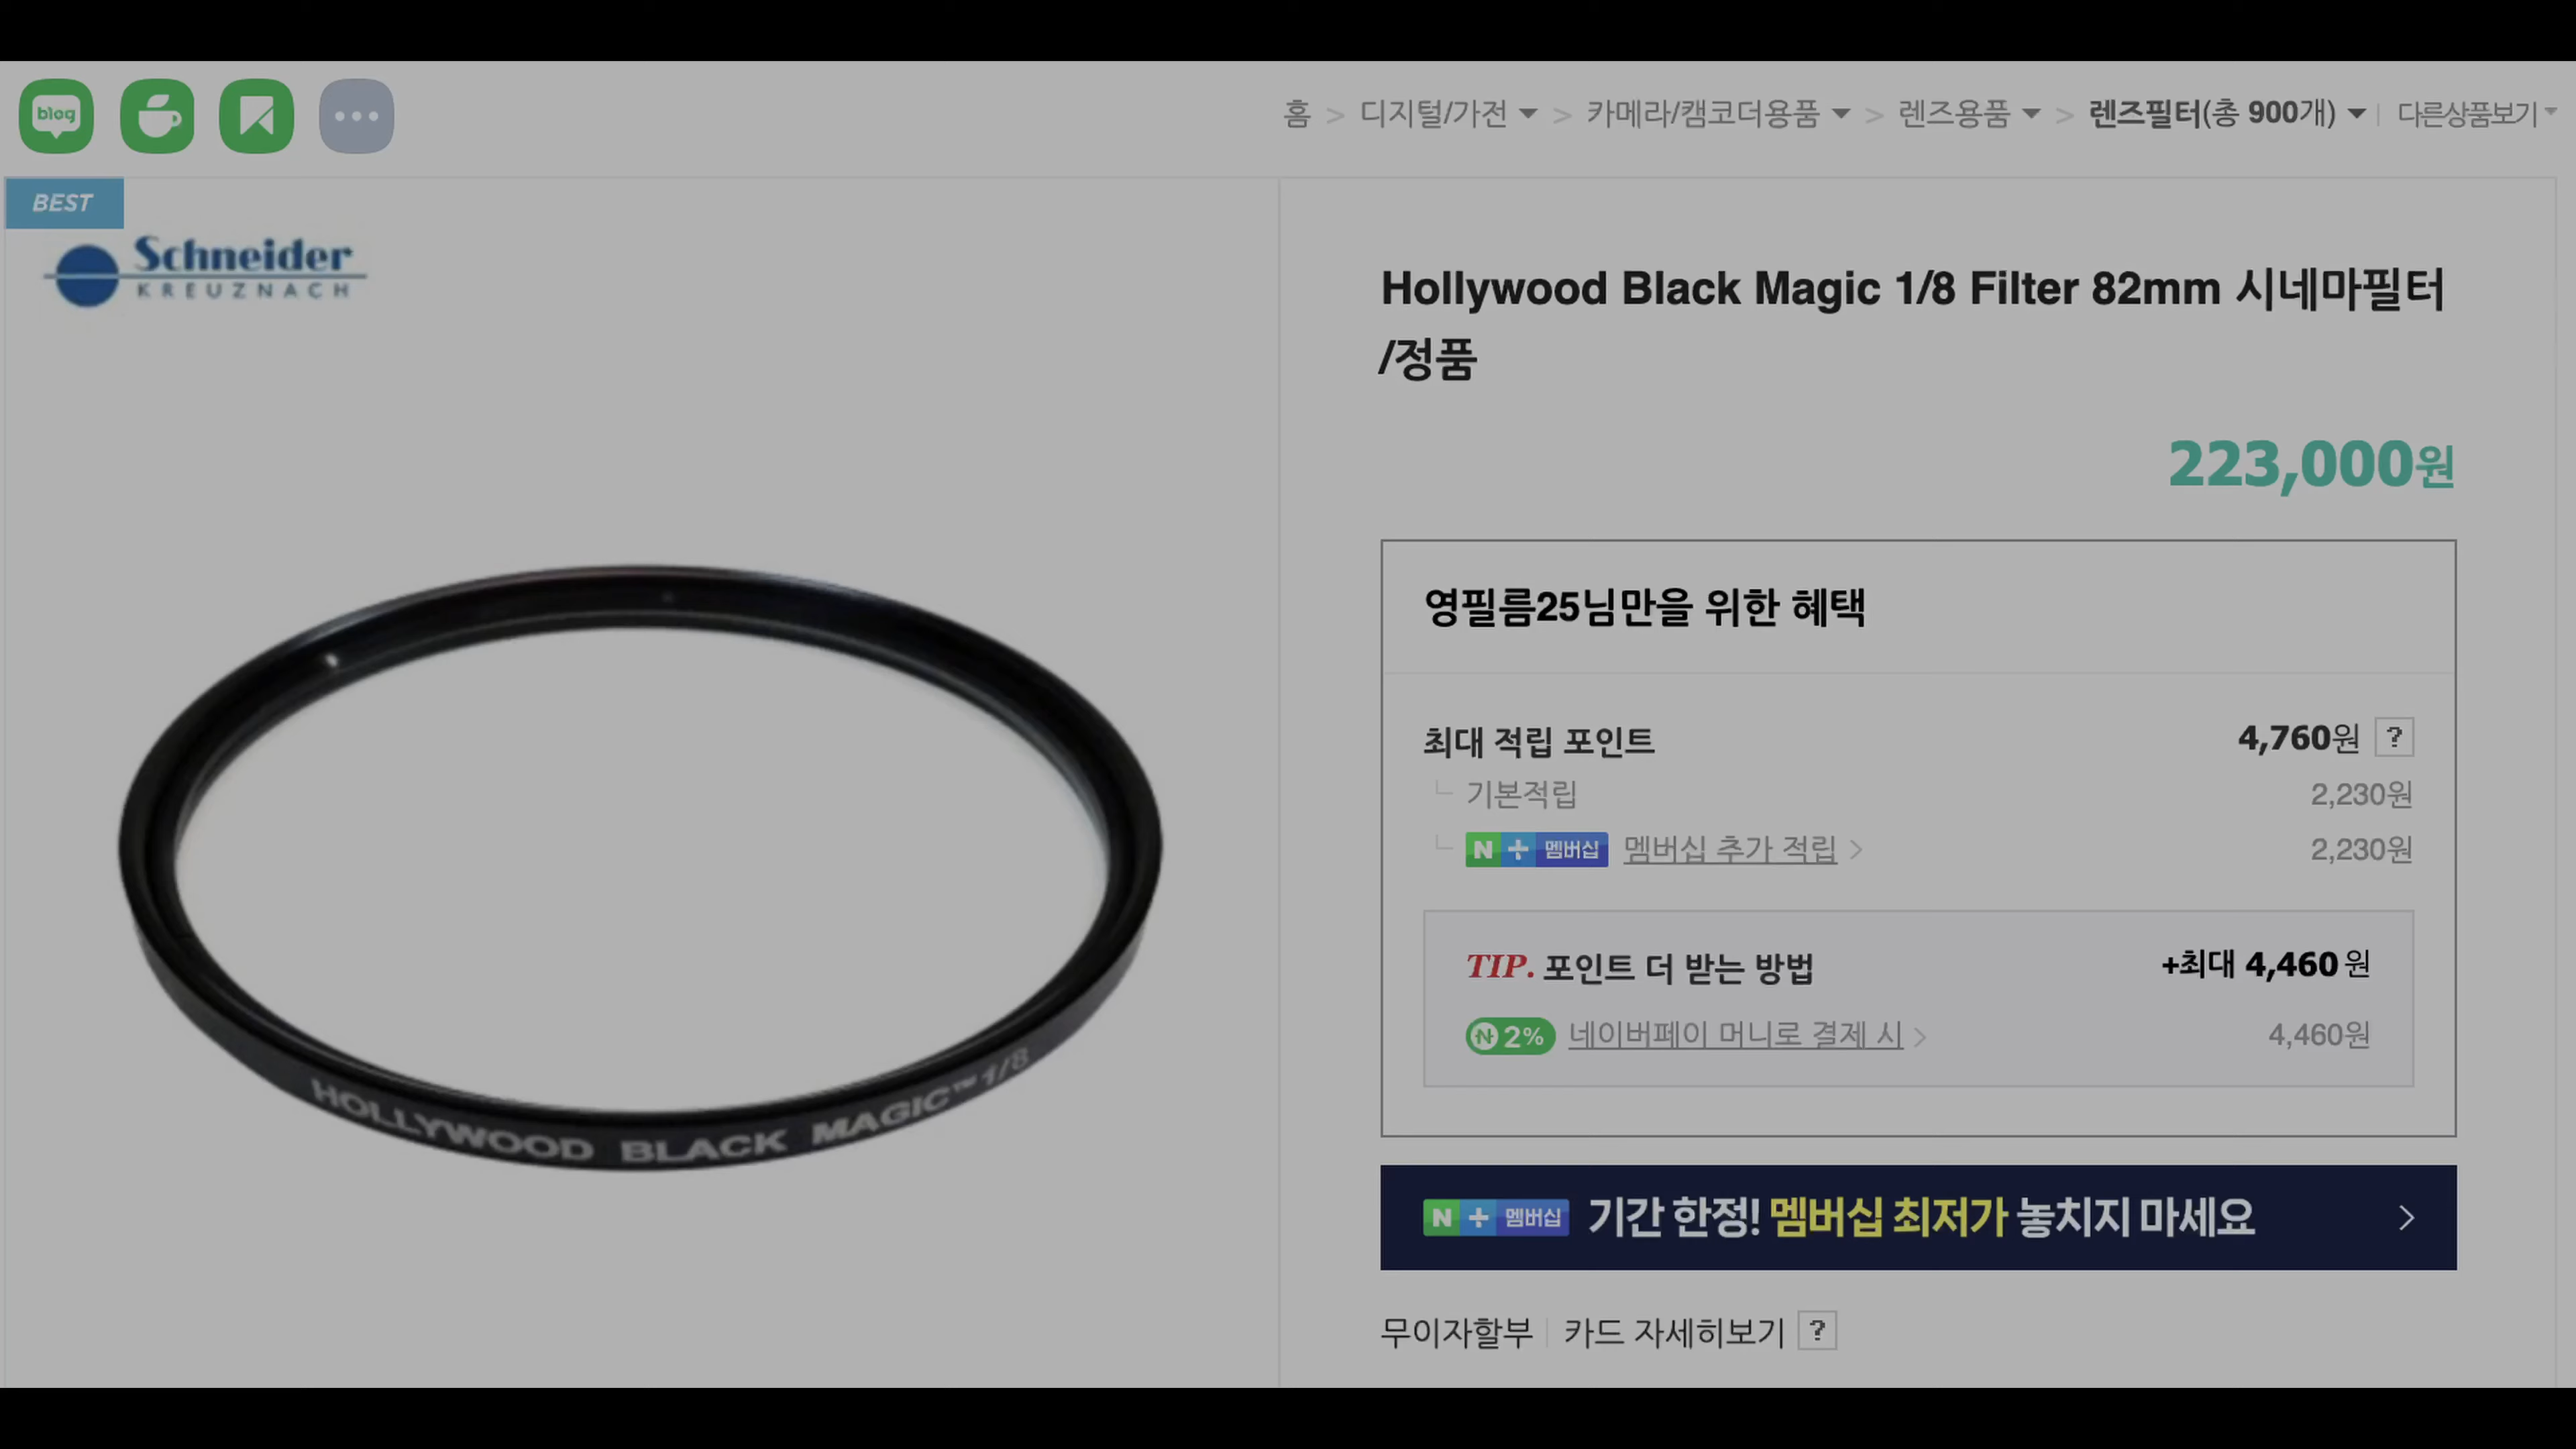 blog
홈 > 디지털/가전 > 카메라/캠코더용품 > 렌즈용품 > 렌즈필터(총 900개) 다른상품보기
BEST
Schneider
KREUZNACH
Hollywood Black Magic 1/8 Filter 82mm 시네마필터
/정품
223,000원
영필름25님만을 위한 혜택
최대 적립 포인트 4,760원 ?
기본적립 2,230원
N + 멤버십 멤버십 추가 적립 > 2,230원
TIP. 포인트 더 받는 방법 +최대 4,460원
N 2% 네이버페이 머니로 결제 시 > 4,460원
HOLLYWOOD BLACK MAGIC™ 1/8
N + 멤버십 기간 한정! 멤버십 최저가 놓치지 마세요 >
무이자할부 카드 자세히보기 ?